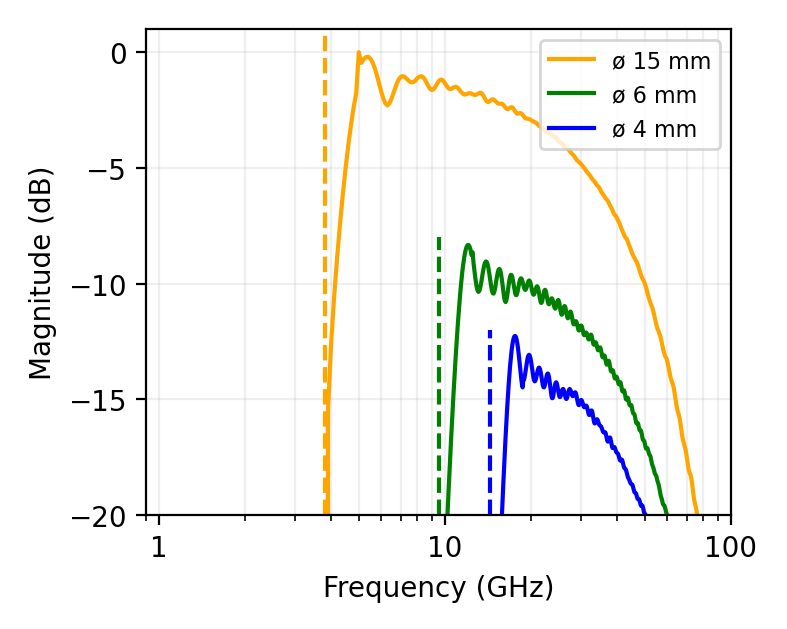 ø 15 mm
ø 6 mm
ø 4 mm
0
−5
−10
−15
−20
Magnitude (dB)
1
10
100
Frequency (GHz)